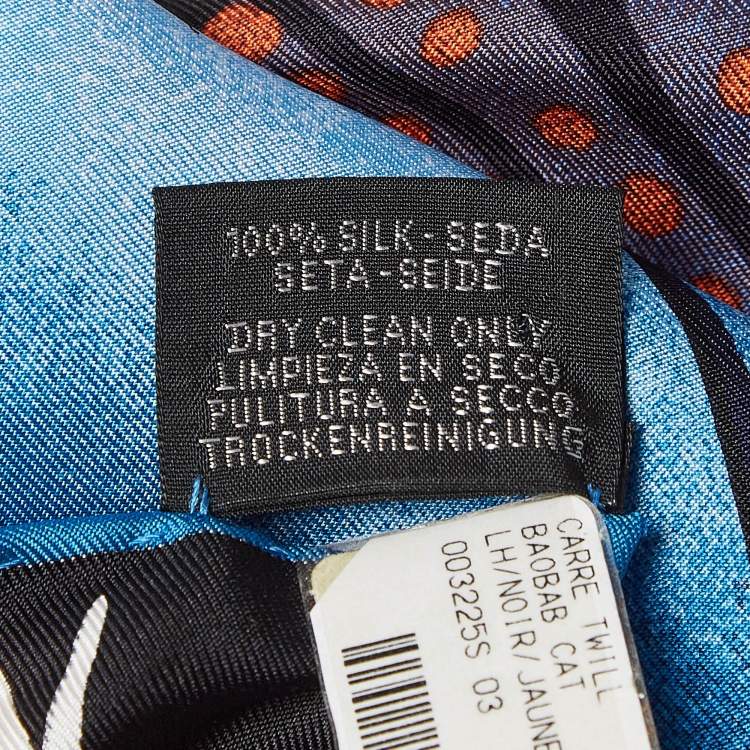 100% SILK - SEDA
SETA - SEIDE
DRY CLEAN ONLY
LIMPIEZA EN SECO
PULITURA A SECCO
TROCKENREINIGUNG
CARRE TWILL
BAOBAB CAT
LH/NOIR/JAUNE
003225S 03